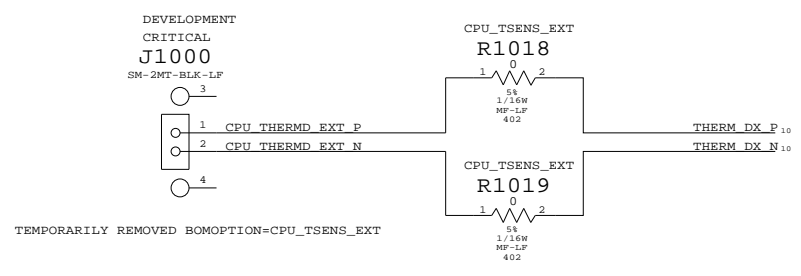 DEVELOPMENT
CRITICAL
J1000
SM-2MT-BLK-LF
3
1 CPU_THERMD_EXT_P
2 CPU_THERMD_EXT_N
4
CPU_TSENS_EXT
R1018
0
1 2
5%
1/16W
MF-LF
402
THERM_DX_P 10
THERM_DX_N 10
CPU_TSENS_EXT
R1019
0
1 2
5%
1/16W
MF-LF
402
TEMPORARILY REMOVED BOMOPTION=CPU_TSENS_EXT